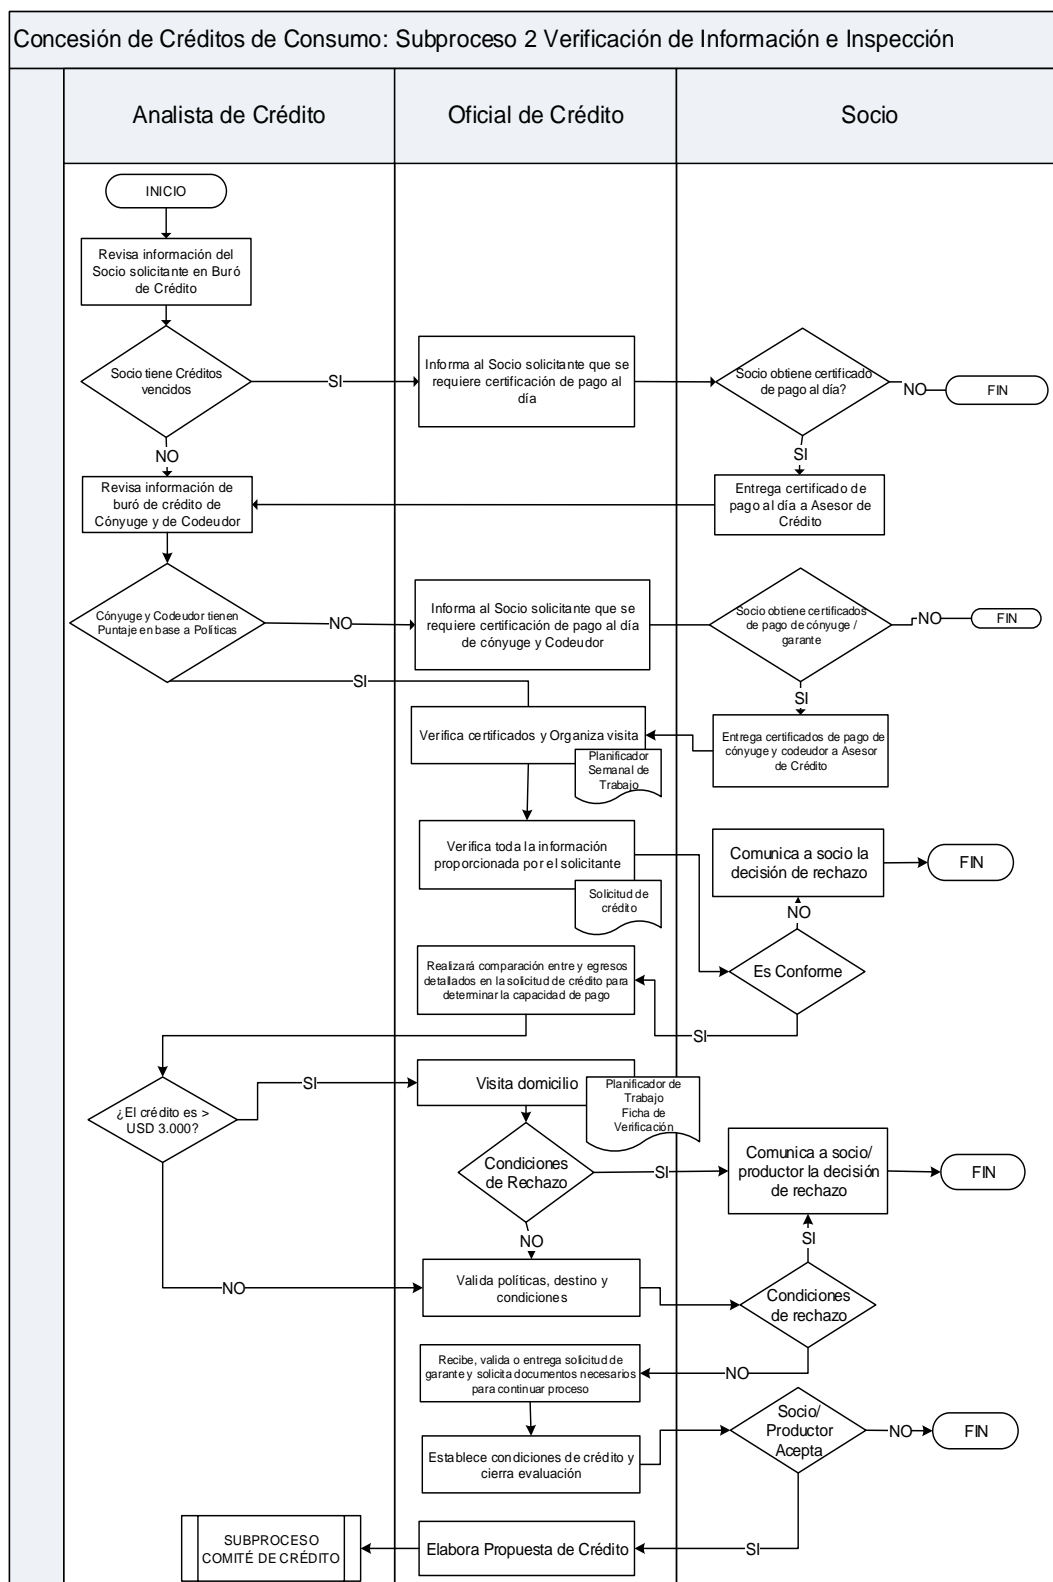 Concesión de Créditos de Consumo: Subproceso 2 Verificación de Información e Inspección
Analista de Crédito
Oficial de Crédito
Socio
INICIO
Revisa información del
Socio solicitante en Buró
de Crédito
Socio tiene Créditos
vencidos
SI
Informa al Socio solicitante que se
requiere certificación de pago al
día
Socio obtiene certificado
de pago al día?
NO
FIN
NO
SI
Revisa información de
buró de crédito de
Cónyuge y de Codeudor
Entrega certificado de
pago al día a Asesor de
Crédito
Cónyuge y Codeudor tienen
Puntaje en base a Políticas
NO
Informa al Socio solicitante que se
requiere certificación de pago al día
de cónyuge y Codeudor
Socio obtiene certificados
de pago de cónyuge /
garante
NO
FIN
SI
SI
Verifica certificados y Organiza visita
Planificador
Semanal de
Trabajo
Entrega certificados de pago de
cónyuge y codeudor a Asesor
de Crédito
Verifica toda la información
proporcionada por el solicitante
Solicitud de
crédito
Comunica a socio la
decisión de rechazo
FIN
NO
Es Conforme
Realizará comparación entre y egresos
detallados en la solicitud de crédito para
determinar la capacidad de pago
SI
¿El crédito es >
USD 3.000?
SI
Visita domicilio
Planificador de
Trabajo
Ficha de
Verificación
Condiciones
de Rechazo
SI
Comunica a socio/
productor la decisión
de rechazo
FIN
NO
SI
NO
Valida políticas, destino y
condiciones
Condiciones
de rechazo
Recibe, valida o entrega solicitud de
garante y solicita documentos necesarios
para continuar proceso
NO
Establece condiciones de crédito y
cierra evaluación
Socio/
Productor
Acepta
NO
FIN
SUBPROCESO
COMITÉ DE CRÉDITO
Elabora Propuesta de Crédito
SI